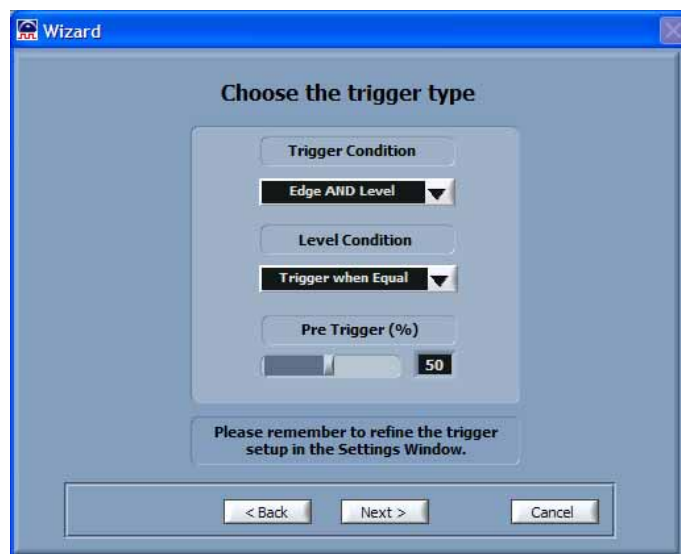 Wizard
Choose the trigger type
Trigger Condition
Edge AND Level
Level Condition
Trigger when Equal
Pre Trigger (%)
50
Please remember to refine the trigger
setup in the Settings Window.
< Back Next > Cancel